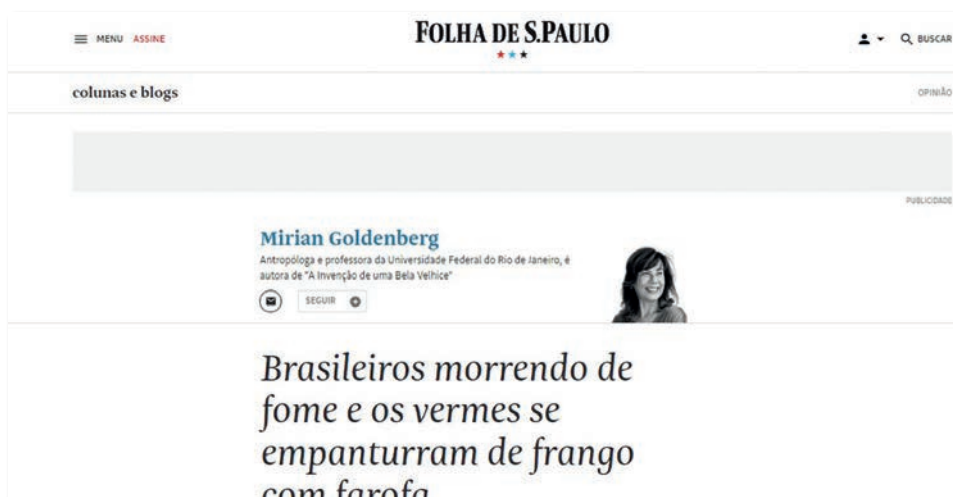 MENU ASSINE
FOLHA DE S.PAULO
BUSCAR
colunas e blogs
OPINIÃO
PUBLICIDADE
Mirian Goldenberg
Antropóloga e professora da Universidade Federal do Rio de Janeiro, é
autora de "A Invenção de uma Bela Velhice"
SEGUIR
Brasileiros morrendo de
fome e os vermes se
empanturram de frango
com farofa